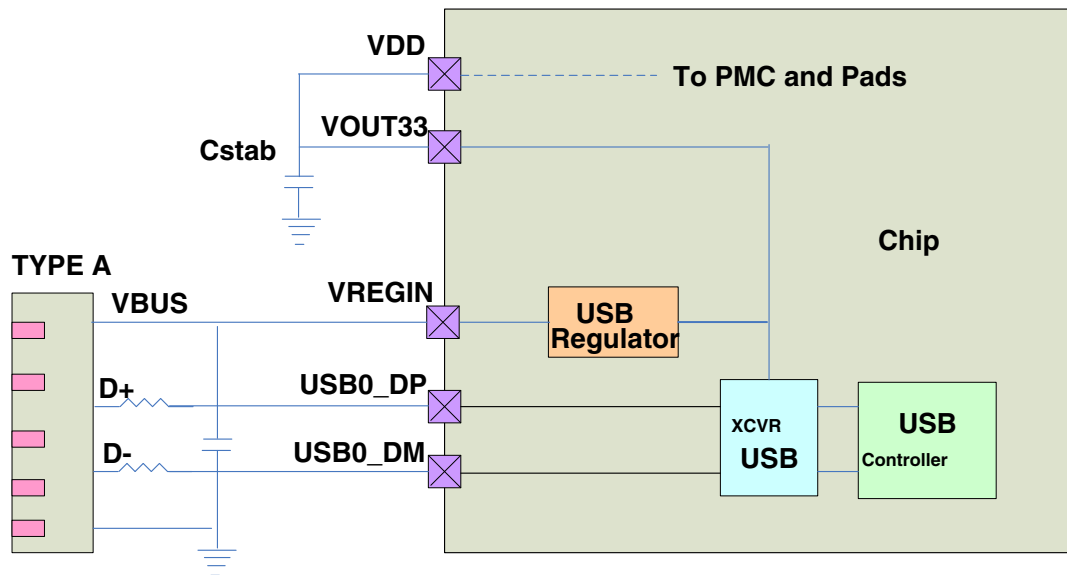 VDD
To PMC and Pads
VOUT33
Cstab
Chip
TYPE A
VBUS
VREGIN
USB
Regulator
D+
USB0_DP
XCVR
USB
USB
Controller
D-
USB0_DM